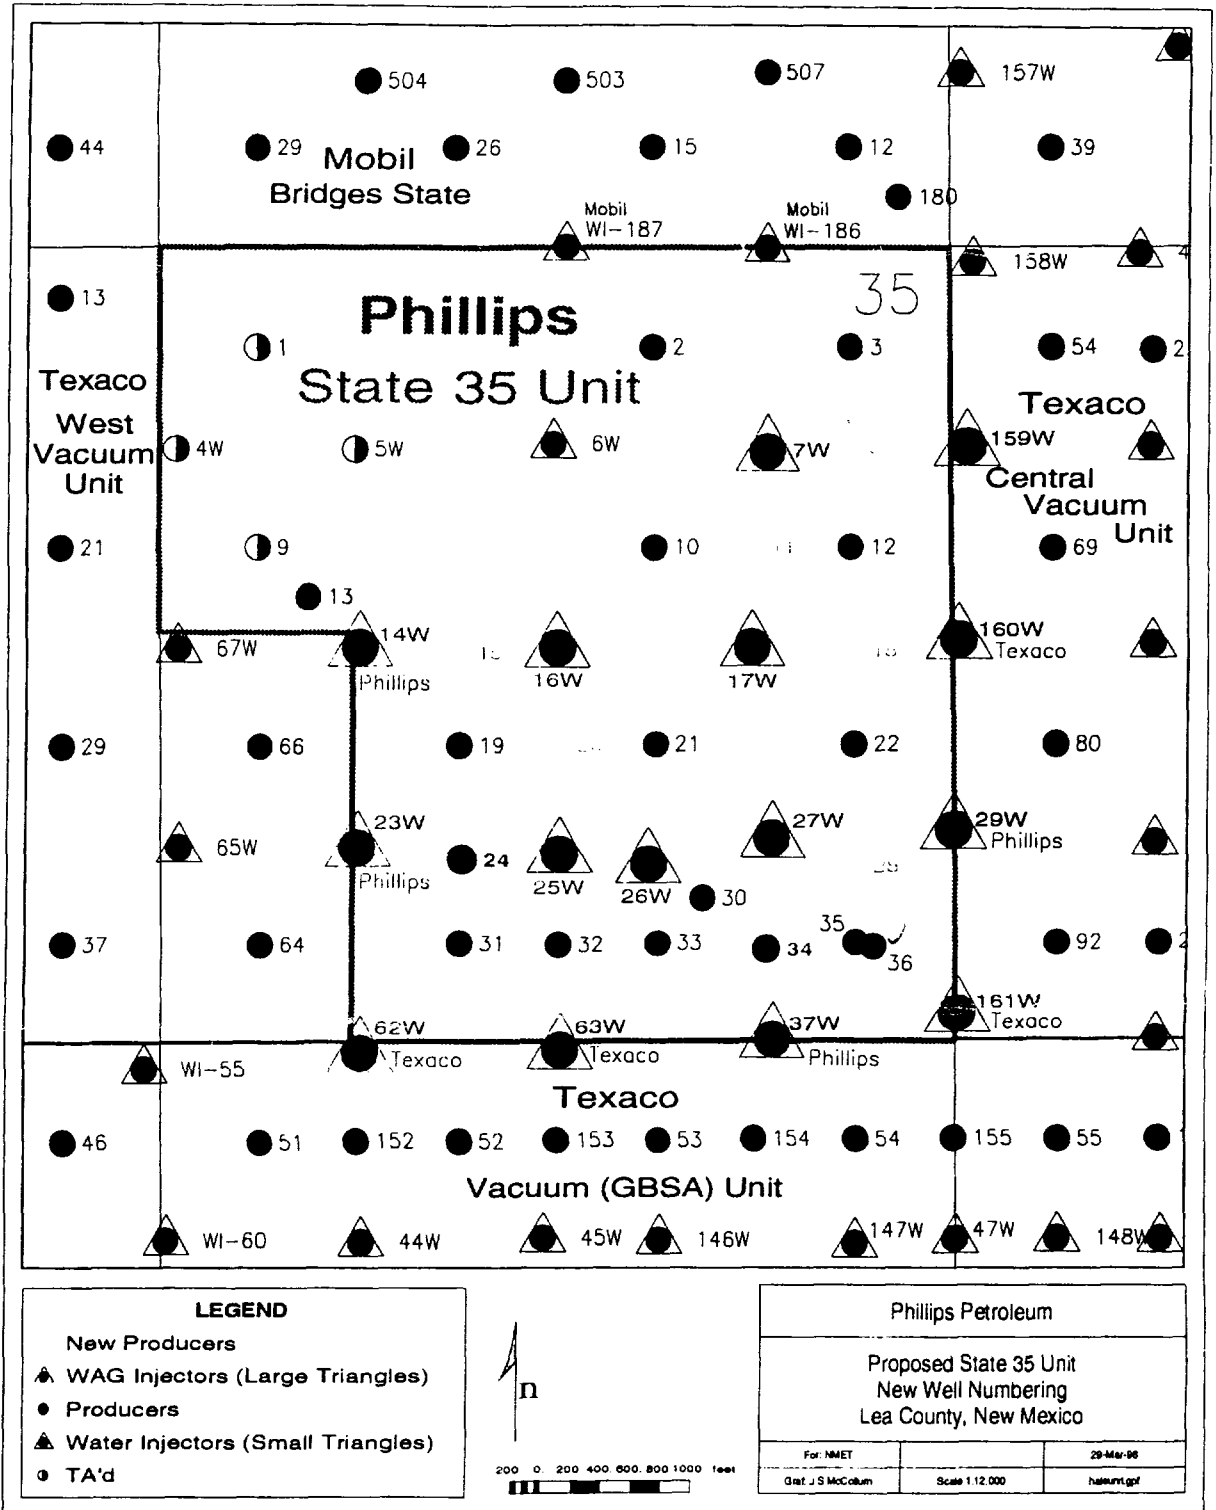 504
503
507
157W
44
29
26
15
12
39
Mobil
Bridges State
180
Mobil
WI-187
Mobil
WI-186
158W
4
13
35
Phillips
State 35 Unit
1
2
3
54
2
Texaco
West
Vacuum
Unit
Texaco
4W
5W
6W
7W
159W
Central
Vacuum
Unit
21
9
10
12
69
13
67W
14W
Phillips
16W
17W
160W
Texaco
29
66
19
21
22
80
65W
23W
Phillips
24
25W
26W
27W
29W
Phillips
30
37
64
31
32
33
34
35
36
92
2
161W
Texaco
62W
Texaco
63W
Texaco
37W
Phillips
WI-55
Texaco
46
51
152
52
153
53
154
54
155
55
Vacuum (GBSA) Unit
WI-60
44W
45W
146W
147W
47W
148W
LEGEND
New Producers
WAG Injectors (Large Triangles)
Producers
Water Injectors (Small Triangles)
TA'd
n
200 0. 200 400. 600. 800 1000 feet
Phillips Petroleum
Proposed State 35 Unit
New Well Numbering
Lea County, New Mexico
For: NMET
29-Mar-96
J S McCollum
Scale 1:12,000